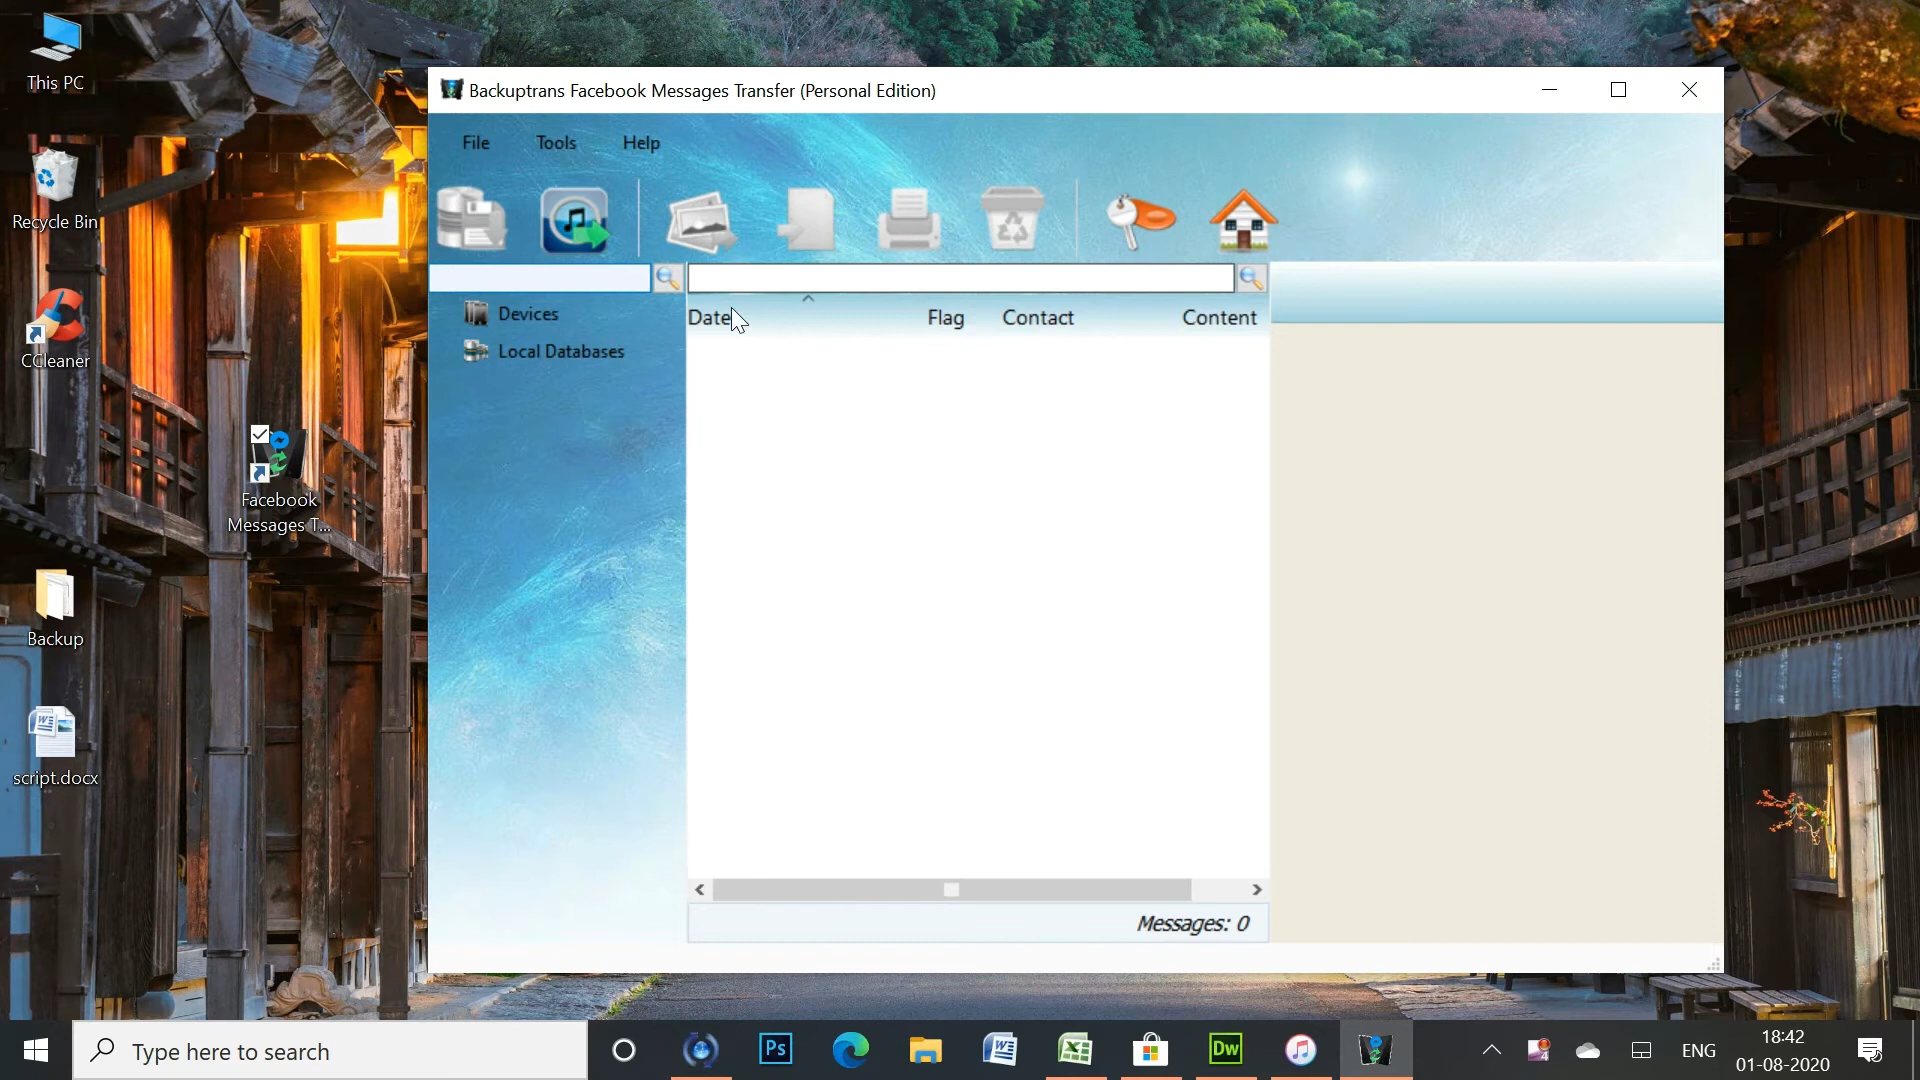 This PC
Recycle Bin
CCleaner
Facebook
Messages T...
Backup
script.docx
Backuptrans Facebook Messages Transfer (Personal Edition)
File Tools Help
Devices
Local Databases
Date Flag Contact Content
Messages: 0
Type here to search
Ps
Dw
4
ENG
18:42
01-08-2020